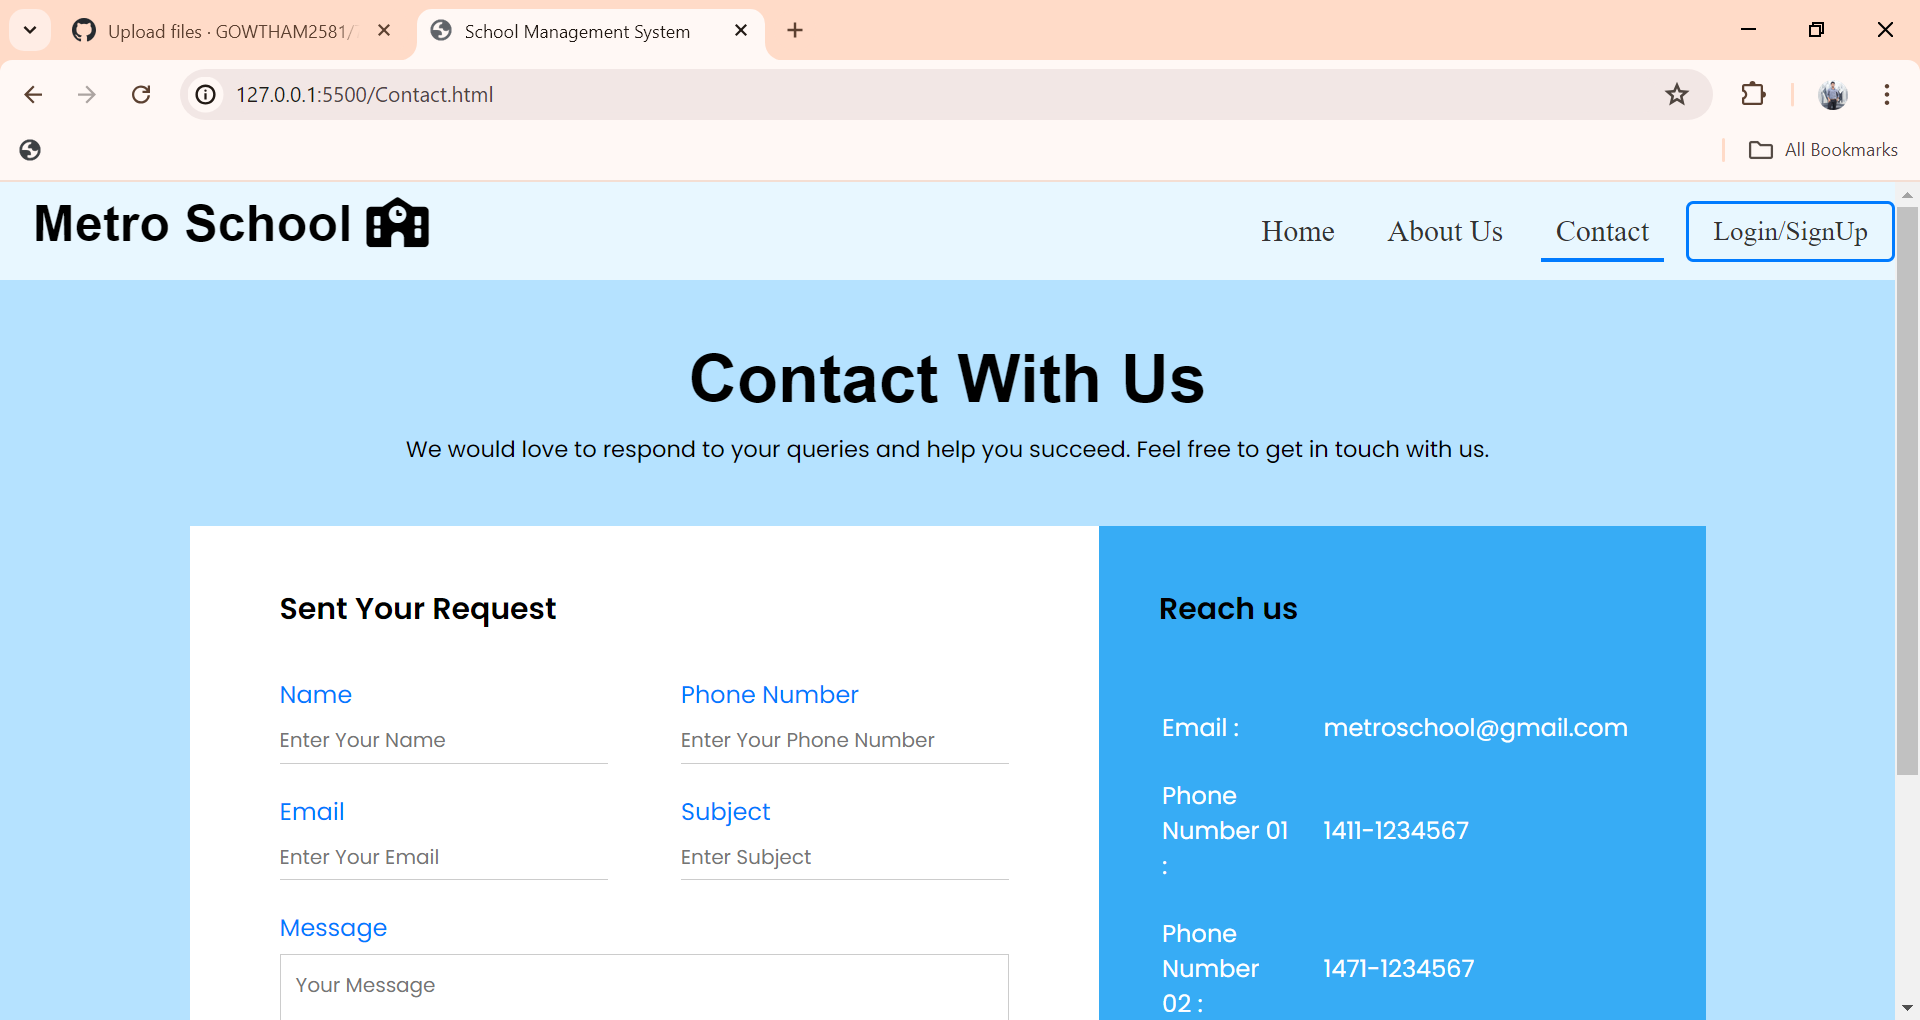 Upload files · GOWTHAM2581/
School Management System
127.0.0.1:5500/Contact.html
All Bookmarks
Metro School
Home
About Us
Contact
Login/SignUp
Contact With Us
We would love to respond to your queries and help you succeed. Feel free to get in touch with us.
Sent Your Request
Name
Phone Number
Enter Your Name
Enter Your Phone Number
Email
Subject
Enter Your Email
Enter Subject
Message
Your Message
Reach us
Email :
metroschool@gmail.com
Phone
Number 01
:
1411-1234567
Phone
Number
02 :
1471-1234567